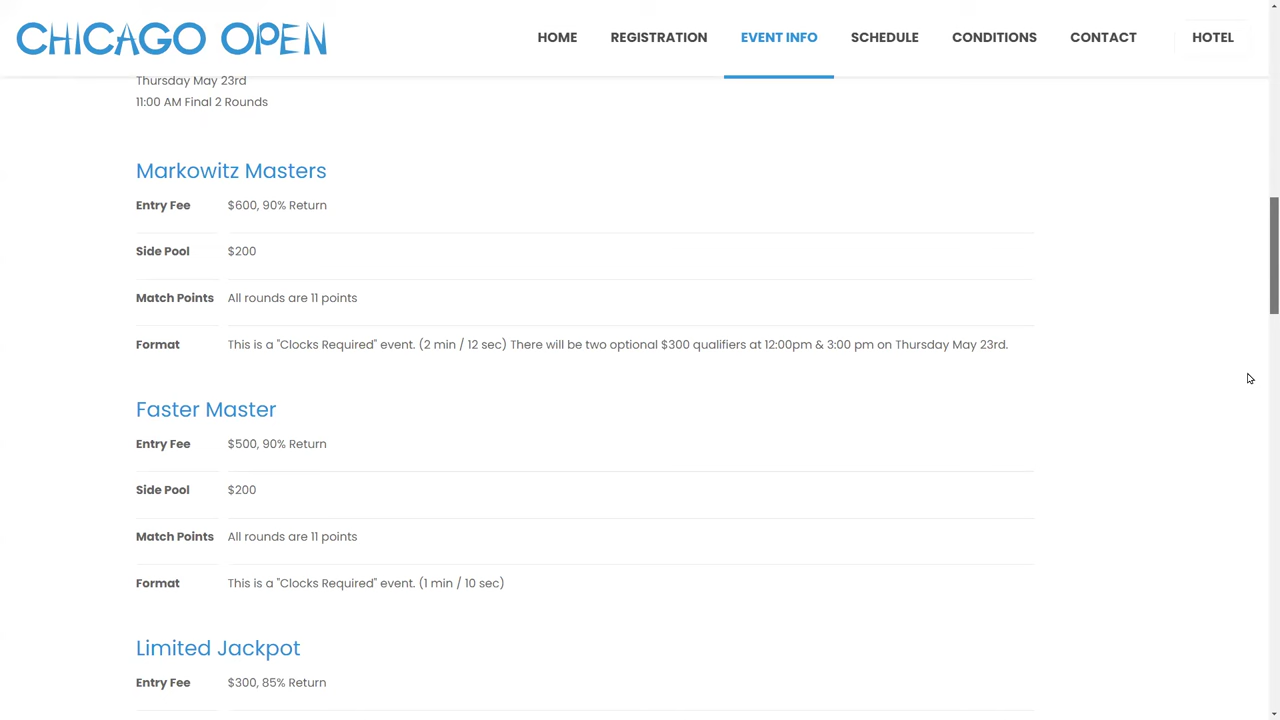 CHICAGO OPEN
HOME REGISTRATION EVENT INFO SCHEDULE CONDITIONS CONTACT HOTEL
Thursday May 23rd
11:00 AM Final 2 Rounds
Markowitz Masters
Entry Fee $600, 90% Return
Side Pool $200
Match Points All rounds are 11 points
Format This is a "Clocks Required" event. (2 min / 12 sec) There will be two optional $300 qualifiers at 12:00pm & 3:00 pm on Thursday May 23rd.
Faster Master
Entry Fee $500, 90% Return
Side Pool $200
Match Points All rounds are 11 points
Format This is a "Clocks Required" event. (1 min / 10 sec)
Limited Jackpot
Entry Fee $300, 85% Return